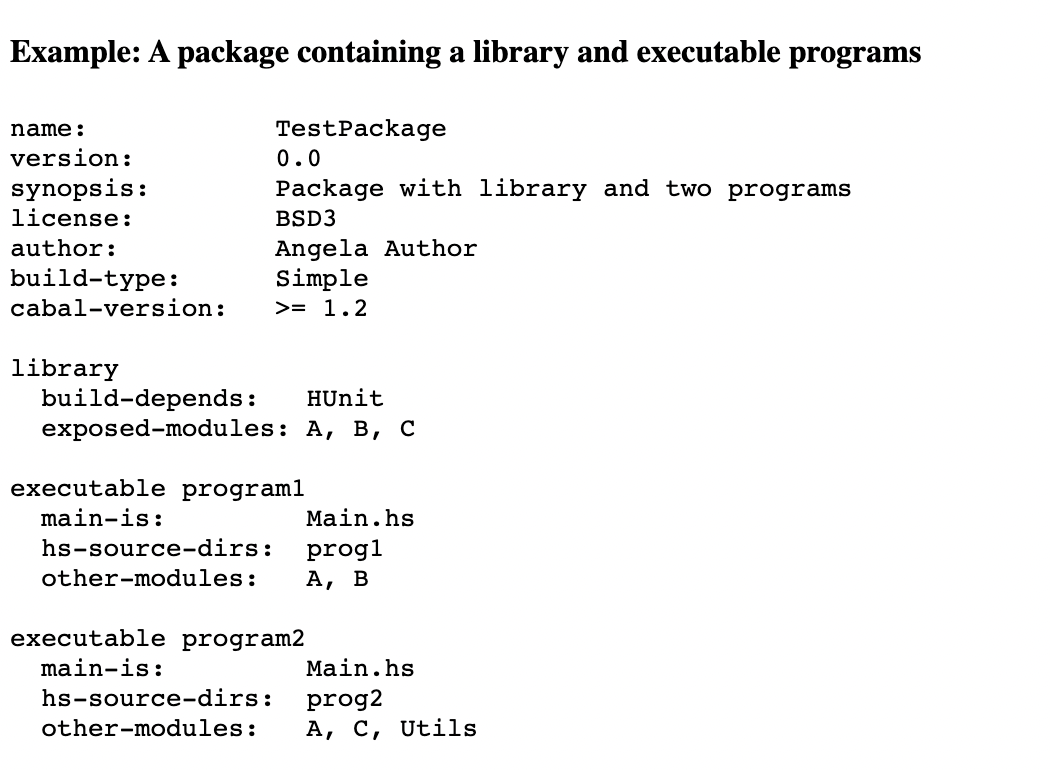 Example: A package containing a library and executable programs
name:            TestPackage
version:         0.0
synopsis:        Package with library and two programs
license:         BSD3
author:          Angela Author
build-type:      Simple
cabal-version:   >= 1.2
library
  build-depends:   HUnit
  exposed-modules: A, B, C
executable program1
  main-is:         Main.hs
  hs-source-dirs:  prog1
  other-modules:   A, B
executable program2
  main-is:         Main.hs
  hs-source-dirs:  prog2
  other-modules:   A, C, Utils